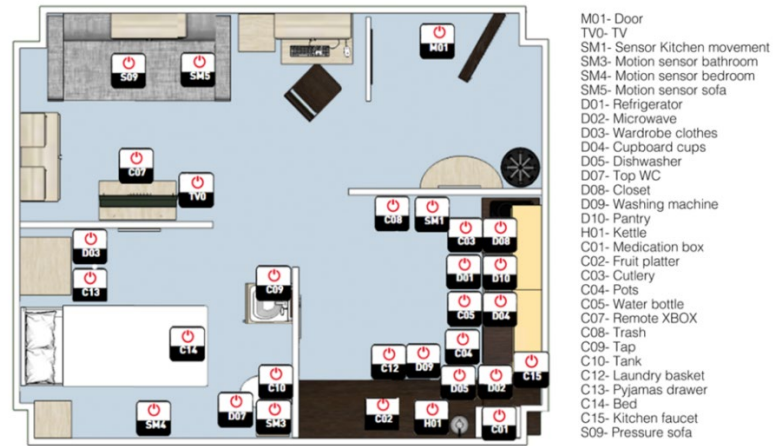 M01
S09
SM5
C07
TV0
C08
SM1
C03
D08
D03
C13
D01
D10
C09
C05
D04
C14
C04
C12
D09
C15
C10
D05
D02
SM4
D07
SM3
C02
H01
C01
M01- Door
TV0- TV
SM1- Sensor Kitchen movement
SM3- Motion sensor bathroom
SM4- Motion sensor bedroom
SM5- Motion sensor sofa
D01- Refrigerator
D02- Microwave
D03- Wardrobe clothes
D04- Cupboard cups
D05- Dishwasher
D07- Top WC
D08- Closet
D09- Washing machine
D10- Pantry
H01- Kettle
C01- Medication box
C02- Fruit platter
C03- Cutlery
C04- Pots
C05- Water bottle
C07- Remote XBOX
C08- Trash
C09- Tap
C10- Tank
C12- Laundry basket
C13- Pyjamas drawer
C14- Bed
C15- Kitchen faucet
S09- Pressure sofa